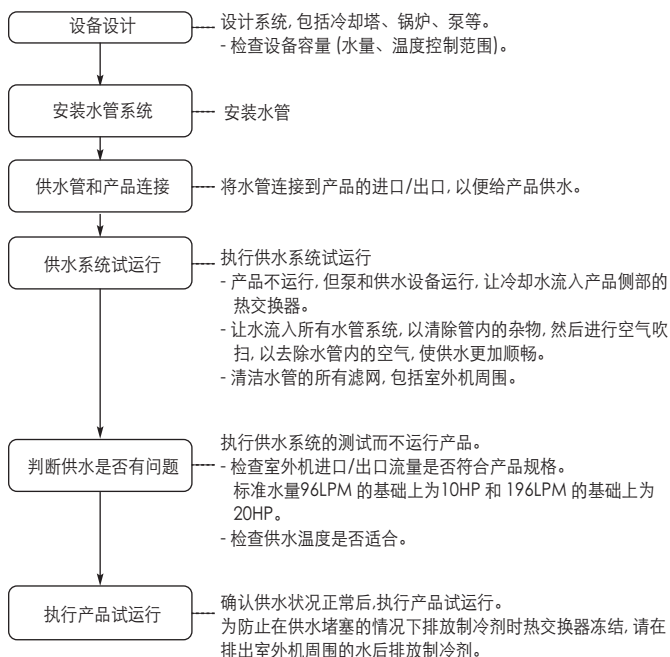 设备设计
设计系统, 包括冷却塔、锅炉、泵等。
- 检查设备容量 (水量、温度控制范围)。
安装水管系统
安装水管
供水管和产品连接
将水管连接到产品的进口/出口, 以便给产品供水。
供水系统试运行
执行供水系统试运行
- 产品不运行, 但泵和供水设备运行, 让冷却水流入产品侧部的
热交换器。
- 让水流入所有水管系统, 以清除管内的杂物, 然后进行空气吹
扫, 以去除水管内的空气, 使供水更加顺畅。
- 清洁水管的所有滤网, 包括室外机周围。
判断供水是否有问题
执行供水系统的测试而不运行产品。
- 检查室外机进口/出口流量是否符合产品规格。
标准水量96LPM 的基础上为10HP 和 196LPM 的基础上为
20HP。
- 检查供水温度是否适合。
执行产品试运行
确认供水状况正常后,执行产品试运行。
为防止在供水堵塞的情况下排放制冷剂时热交换器冻结, 请在
排出室外机周围的水后排放制冷剂。